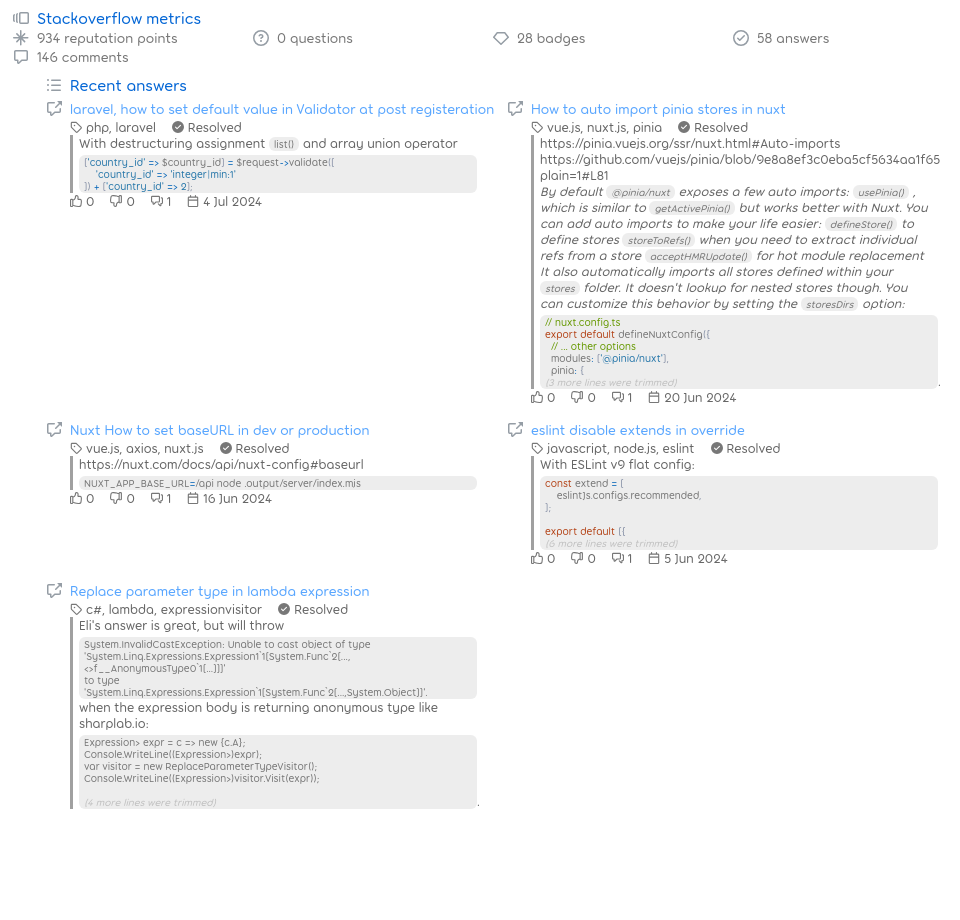 Stackoverflow metrics
934 reputation points
0 questions
28 badges
58 answers
146 comments
Recent answers
laravel, how to set default value in Validator at post registeration
php, laravel Resolved
With destructuring assignment list() and array union operator
['country_id' => $country_id] = $request->validate([
'country_id' => 'integer|min:1'
]) + ['country_id' => 2];
0 0 1 4 Jul 2024
How to auto import pinia stores in nuxt
vue.js, nuxt.js, pinia Resolved
https://pinia.vuejs.org/ssr/nuxt.html#Auto-imports
https://github.com/vuejs/pinia/blob/9e8a8ef3c0eba5cf5634aa1f65
plain=1#L81
By default @pinia/nuxt exposes a few auto imports: usePinia() ,
which is similar to getActivePinia() but works better with Nuxt. You
can add auto imports to make your life easier: defineStore() to
define stores storeToRefs() when you need to extract individual
refs from a store acceptHMRUpdate() for hot module replacement
It also automatically imports all stores defined within your
stores folder. It doesn't lookup for nested stores though. You
can customize this behavior by setting the storesDirs option:
// nuxt.config.ts
export default defineNuxtConfig({
// ... other options
modules: ['@pinia/nuxt'],
pinia: {
(3 more lines were trimmed)
.
0 0 1 20 Jun 2024
Nuxt How to set baseURL in dev or production
vue.js, axios, nuxt.js Resolved
https://nuxt.com/docs/api/nuxt-config#baseurl
NUXT_APP_BASE_URL=/api node .output/server/index.mjs
0 0 1 16 Jun 2024
eslint disable extends in override
javascript, node.js, eslint Resolved
With ESLint v9 flat config:
const extend = [
eslintJs.configs.recommended,
];
export default [{
(6 more lines were trimmed)
0 0 1 5 Jun 2024
Replace parameter type in lambda expression
c#, lambda, expressionvisitor Resolved
Eli's answer is great, but will throw
System.InvalidCastException: Unable to cast object of type
'System.Linq.Expressions.Expression1`1[System.Func`2[...,
<>f__AnonymousType0`1[...]]]'
to type
'System.Linq.Expressions.Expression`1[System.Func`2[...,System.Object]]'.
when the expression body is returning anonymous type like
sharplab.io:
Expression> expr = c => new {c.A};
Console.WriteLine((Expression>)expr);
var visitor = new ReplaceParameterTypeVisitor();
Console.WriteLine((Expression>)visitor.Visit(expr));
(4 more lines were trimmed)
.